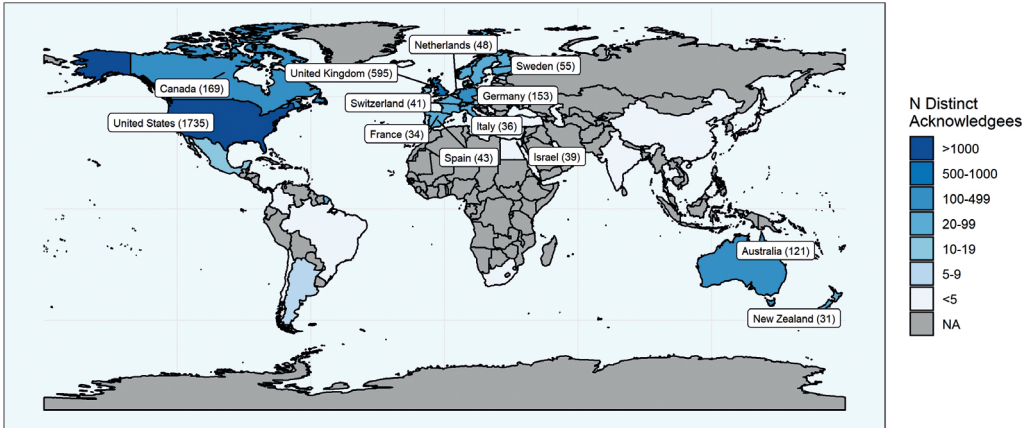 Netherlands (48)
Sweden (55)
United Kingdom (595)
Canada (169)
Germany (153)
Switzerland (41)
United States (1735)
Italy (36)
France (34)
Spain (43)
Israel (39)
Australia (121)
New Zealand (31)
N Distinct
Acknowledgees
>1000
500-1000
100-499
20-99
10-19
5-9
<5
NA